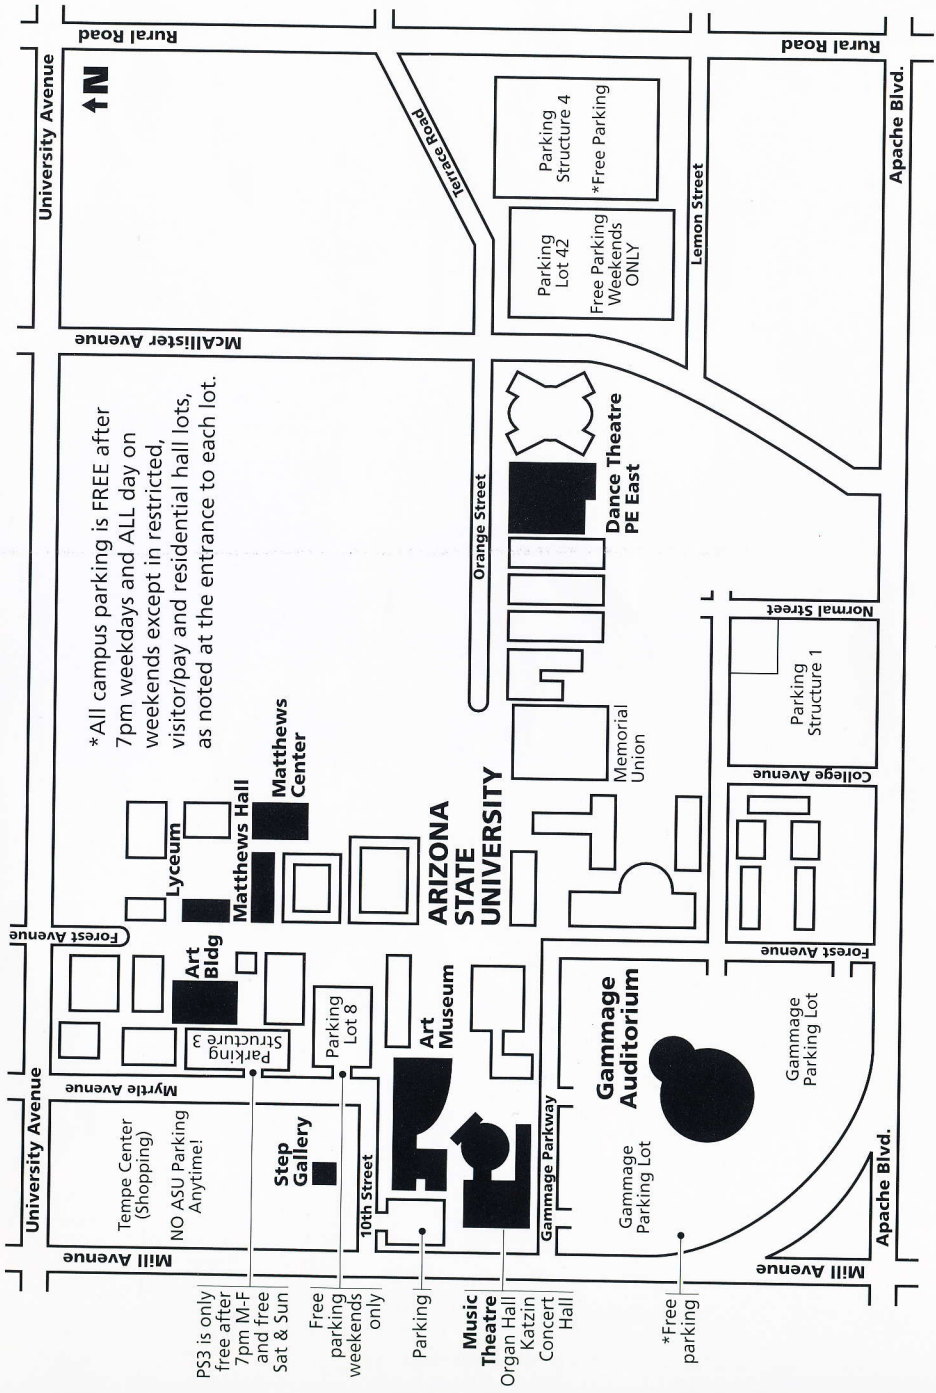 PS3 is only
free after
7pm M-F
and free
Sat & Sun
Free
parking
weekends
only
Parking
Music
Theatre
Organ Hall
Katzin
Concert
Hall
*Free
parking
University Avenue
University Avenue
Mill Avenue
Mill Avenue
Tempe Center
(Shopping)
NO ASU Parking
Anytime!
Step
Gallery
10th Street
Gammage Parkway
Gammage
Parking Lot
Apache Blvd.
Myrtle Avenue
Parking
Structure 3
Parking
Lot 8
Art
Bldg
Art
Museum
Gammage
Auditorium
Gammage
Parking Lot
Forest Avenue
Forest Avenue
Lyceum
Matthews Hall
Matthews
Center
ARIZONA
STATE
UNIVERSITY
Memorial
Union
College Avenue
Parking
Structure 1
Normal Street
*All campus parking is FREE after
7pm weekdays and ALL day on
weekends except in restricted,
visitor/pay and residential hall lots,
as noted at the entrance to each lot.
Orange Street
Dance Theatre
PE East
McAllister Avenue
Parking
Lot 42
Free Parking
Weekends
ONLY
Lemon Street
Terrace Road
Parking
Structure 4
*Free Parking
University Avenue
N
Rural Road
Rural Road
Apache Blvd.